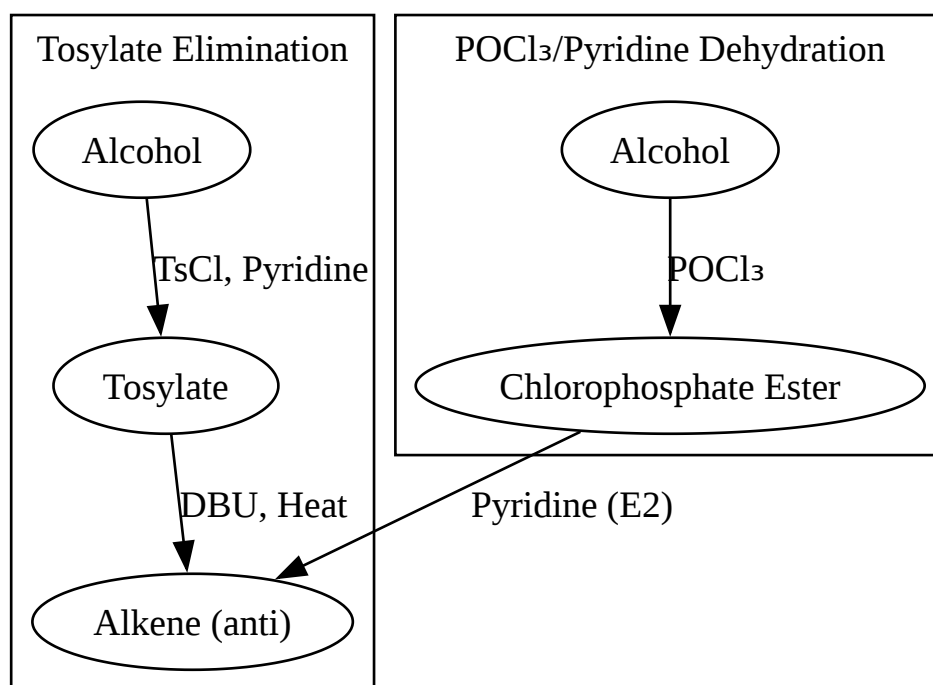 Tosylate Elimination
Alcohol
TsCl, Pyridine
Tosylate
DBU, Heat
Alkene (anti)
POCl₃/Pyridine Dehydration
Alcohol
POCl₃
Chlorophosphate Ester
Pyridine (E2)